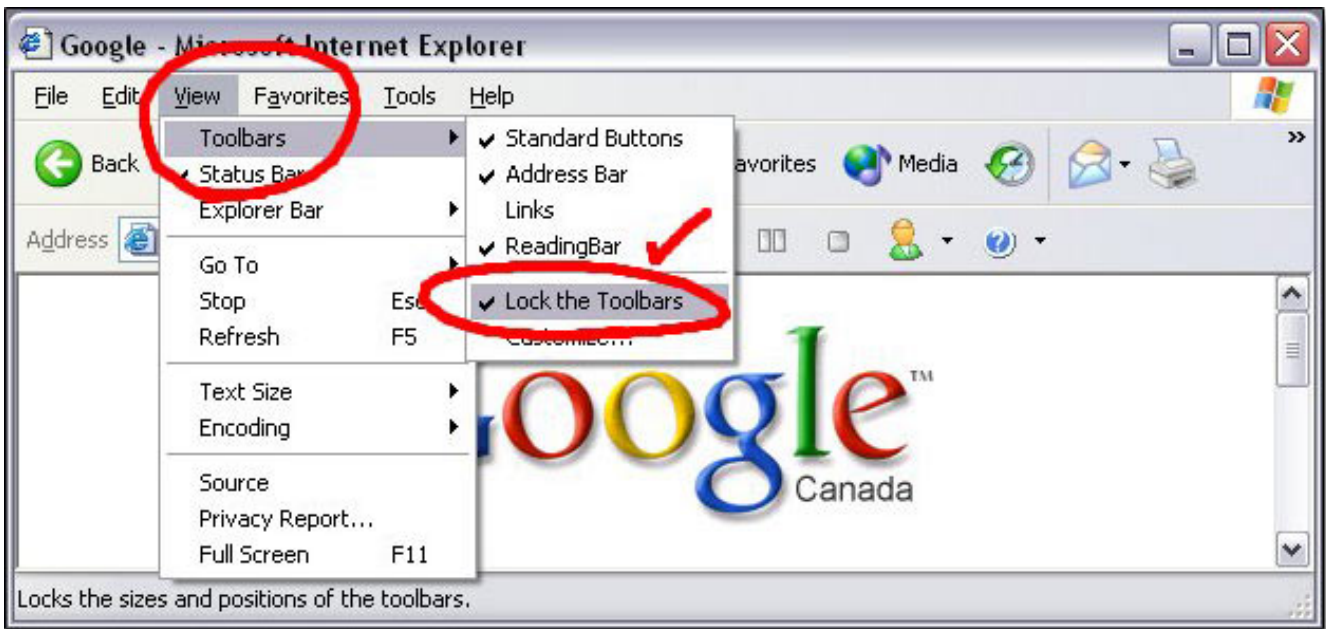 Google - Microsoft Internet Explorer
File Edit View Favorites Tools Help
Back
avorites Media
Address
Toolbars
Status Bar
Explorer Bar
Go To
Stop Esc
Refresh F5
Text Size
Encoding
Source
Privacy Report...
Full Screen F11
Standard Buttons
Address Bar
Links
ReadingBar
Lock the Toolbars
Customize...
Google™
Canada
Locks the sizes and positions of the toolbars.